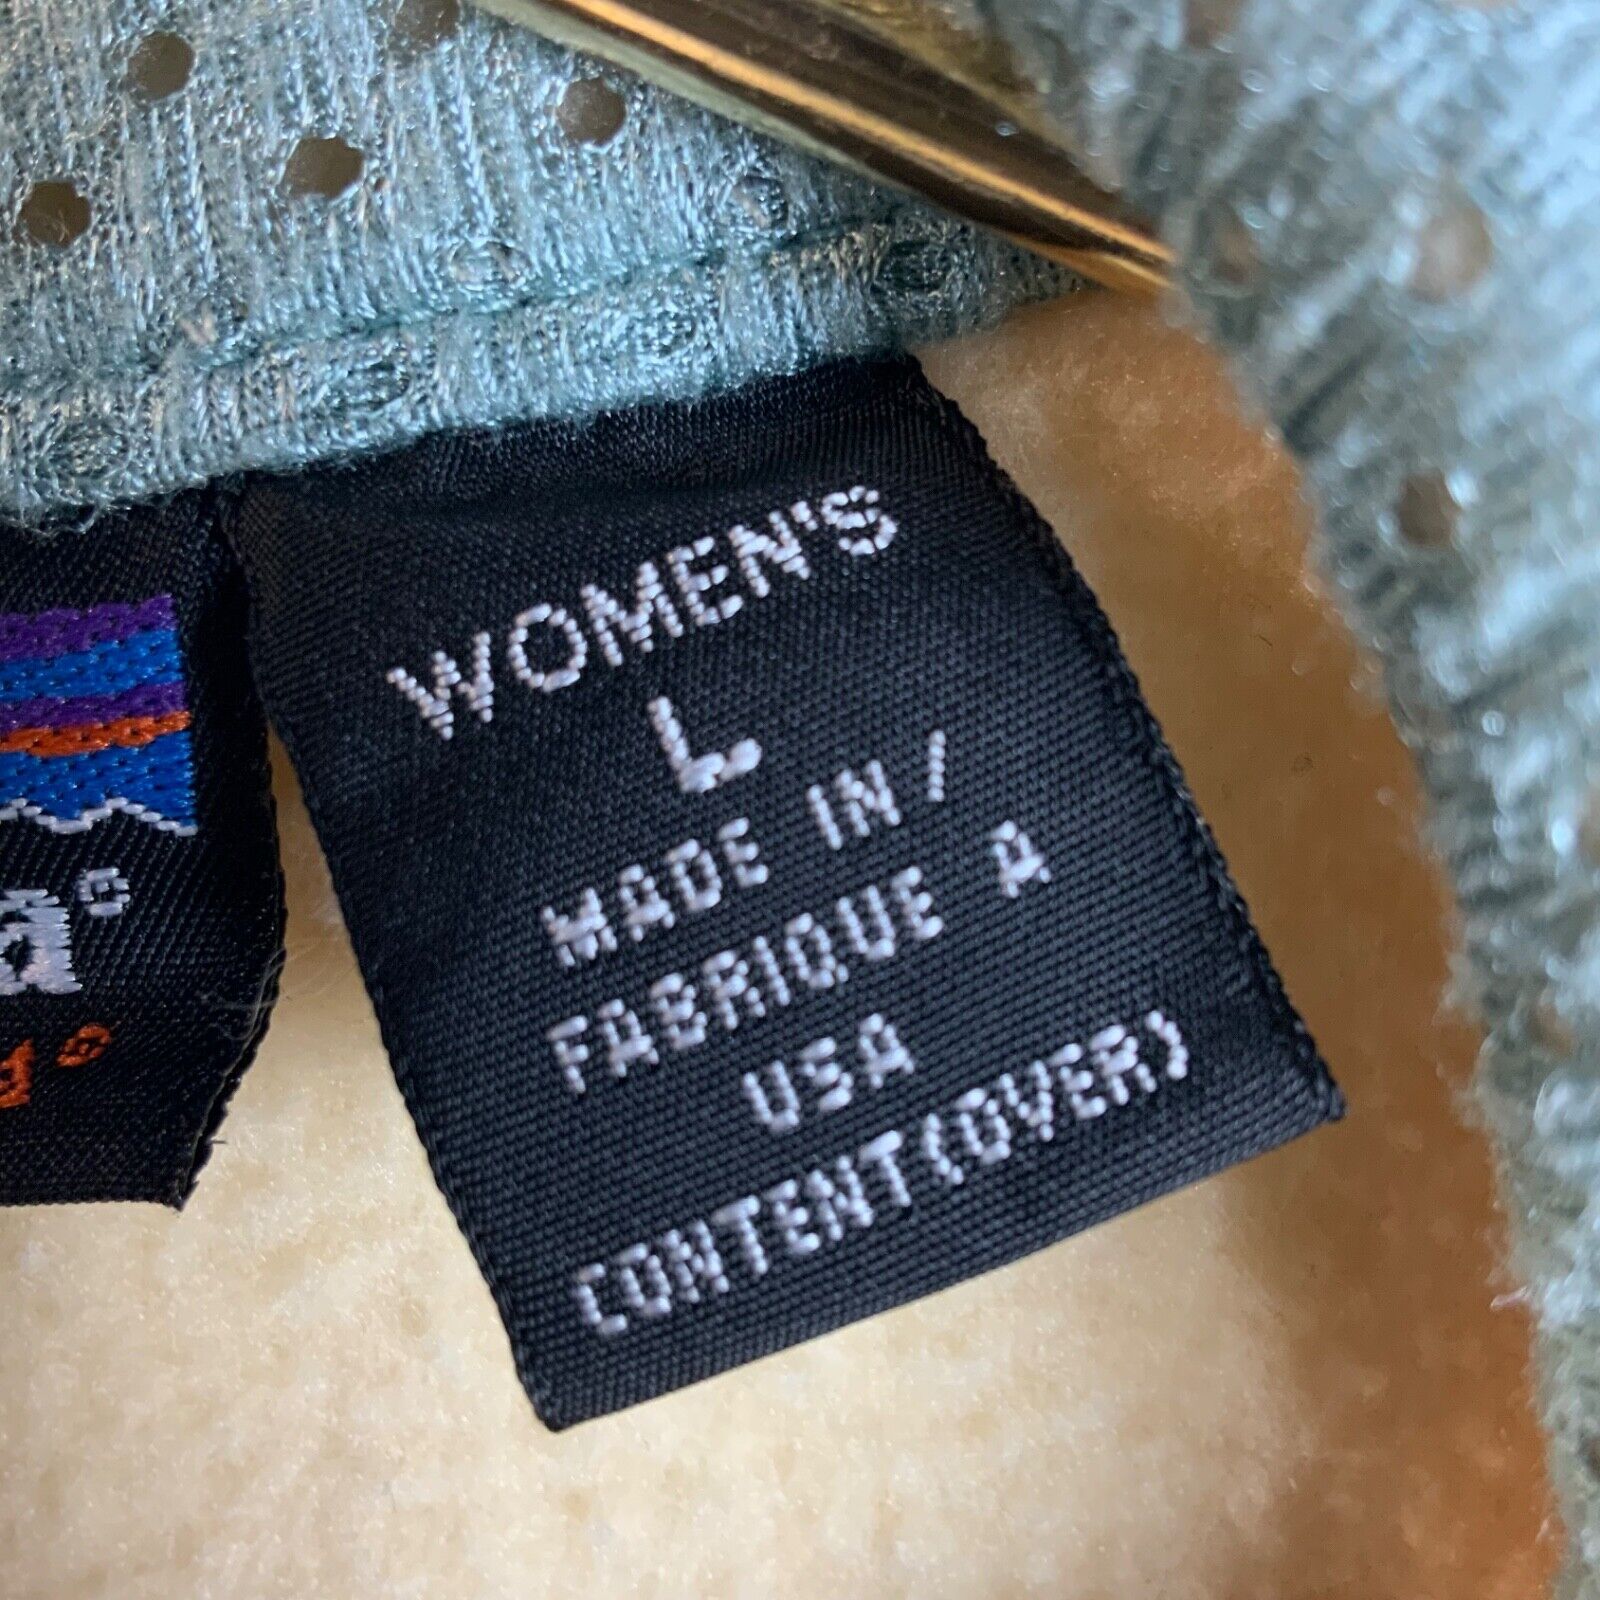 WOMEN'S
L
MADE IN /
FABRIQUE A
USA
CONTENT(OVER)